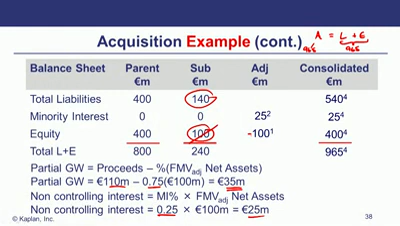 A = L + E
965 965
Acquisition Example (cont.)
Balance Sheet Parent €m Sub €m Adj €m Consolidated €m
Total Liabilities 400 140 540⁴
Minority Interest 0 0 25² 25⁴
Equity 400 100 -100¹ 400⁴
Total L+E 800 240 965⁴
Partial GW = Proceeds – %(FMVadj Net Assets)
Partial GW = €110m – 0.75(€100m) = €35m
Non controlling interest = MI% × FMVadj Net Assets
Non controlling interest = 0.25 × €100m = €25m
© Kaplan, Inc. 38